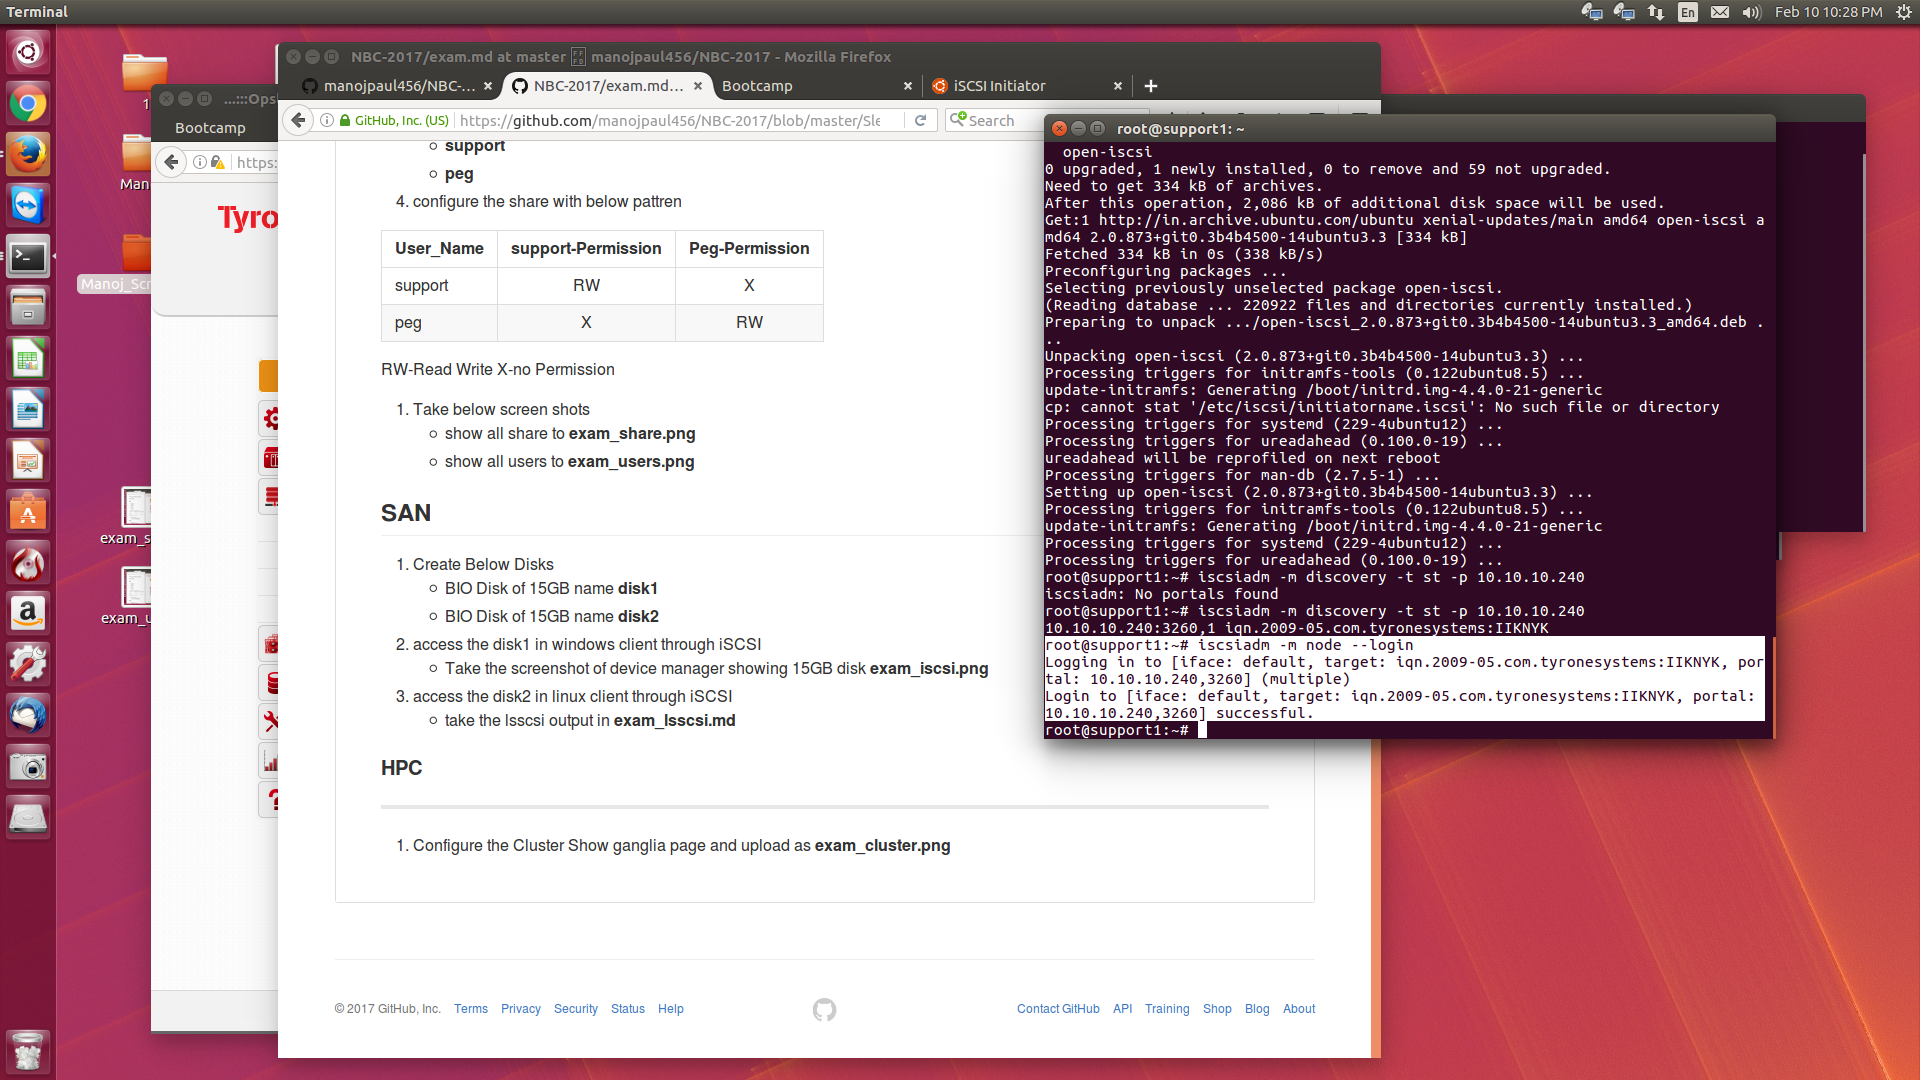 Terminal
En
Feb 10 10:28 PM
NBC-2017/exam.md at master
manojpaul456/NBC-2017 - Mozilla Firefox
manojpaul456/NBC-...
NBC-2017/exam.md...
Bootcamp
iSCSI Initiator
GitHub, Inc. (US)
https://github.com/manojpaul456/NBC-2017/blob/master/Sle
Search
...:::Ops
Bootcamp
https:
Tyro
1
Man
Manoj_Scr
exam_s
exam_u
support
peg
4. configure the share with below pattren
User_Name support-Permission Peg-Permission
support RW X
peg X RW
RW-Read Write X-no Permission
1. Take below screen shots
show all share to exam_share.png
show all users to exam_users.png
SAN
1. Create Below Disks
BIO Disk of 15GB name disk1
BIO Disk of 15GB name disk2
2. access the disk1 in windows client through iSCSI
Take the screenshot of device manager showing 15GB disk exam_iscsi.png
3. access the disk2 in linux client through iSCSI
take the lsscsi output in exam_lsscsi.md
HPC
1. Configure the Cluster Show ganglia page and upload as exam_cluster.png
© 2017 GitHub, Inc. Terms Privacy Security Status Help
Contact GitHub API Training Shop Blog About
root@support1: ~
open-iscsi
0 upgraded, 1 newly installed, 0 to remove and 59 not upgraded.
Need to get 334 kB of archives.
After this operation, 2,086 kB of additional disk space will be used.
Get:1 http://in.archive.ubuntu.com/ubuntu xenial-updates/main amd64 open-iscsi a
md64 2.0.873+git0.3b4b4500-14ubuntu3.3 [334 kB]
Fetched 334 kB in 0s (338 kB/s)
Preconfiguring packages ...
Selecting previously unselected package open-iscsi.
(Reading database ... 220922 files and directories currently installed.)
Preparing to unpack .../open-iscsi_2.0.873+git0.3b4b4500-14ubuntu3.3_amd64.deb .
..
Unpacking open-iscsi (2.0.873+git0.3b4b4500-14ubuntu3.3) ...
Processing triggers for initramfs-tools (0.122ubuntu8.5) ...
update-initramfs: Generating /boot/initrd.img-4.4.0-21-generic
cp: cannot stat '/etc/iscsi/initiatorname.iscsi': No such file or directory
Processing triggers for systemd (229-4ubuntu12) ...
Processing triggers for ureadahead (0.100.0-19) ...
ureadahead will be reprofiled on next reboot
Processing triggers for man-db (2.7.5-1) ...
Setting up open-iscsi (2.0.873+git0.3b4b4500-14ubuntu3.3) ...
Processing triggers for initramfs-tools (0.122ubuntu8.5) ...
update-initramfs: Generating /boot/initrd.img-4.4.0-21-generic
Processing triggers for systemd (229-4ubuntu12) ...
Processing triggers for ureadahead (0.100.0-19) ...
root@support1:~# iscsiadm -m discovery -t st -p 10.10.10.240
iscsiadm: No portals found
root@support1:~# iscsiadm -m discovery -t st -p 10.10.10.240
10.10.10.240:3260,1 iqn.2009-05.com.tyronesystems:IIKNYK
root@support1:~# iscsiadm -m node --login
Logging in to [iface: default, target: iqn.2009-05.com.tyronesystems:IIKNYK, por
tal: 10.10.10.240,3260] (multiple)
Login to [iface: default, target: iqn.2009-05.com.tyronesystems:IIKNYK, portal:
10.10.10.240,3260] successful.
root@support1:~#